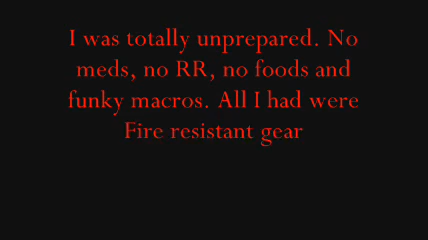 I was totally unprepared. No
meds, no RR, no foods and
funky macros. All I had were
Fire resistant gear